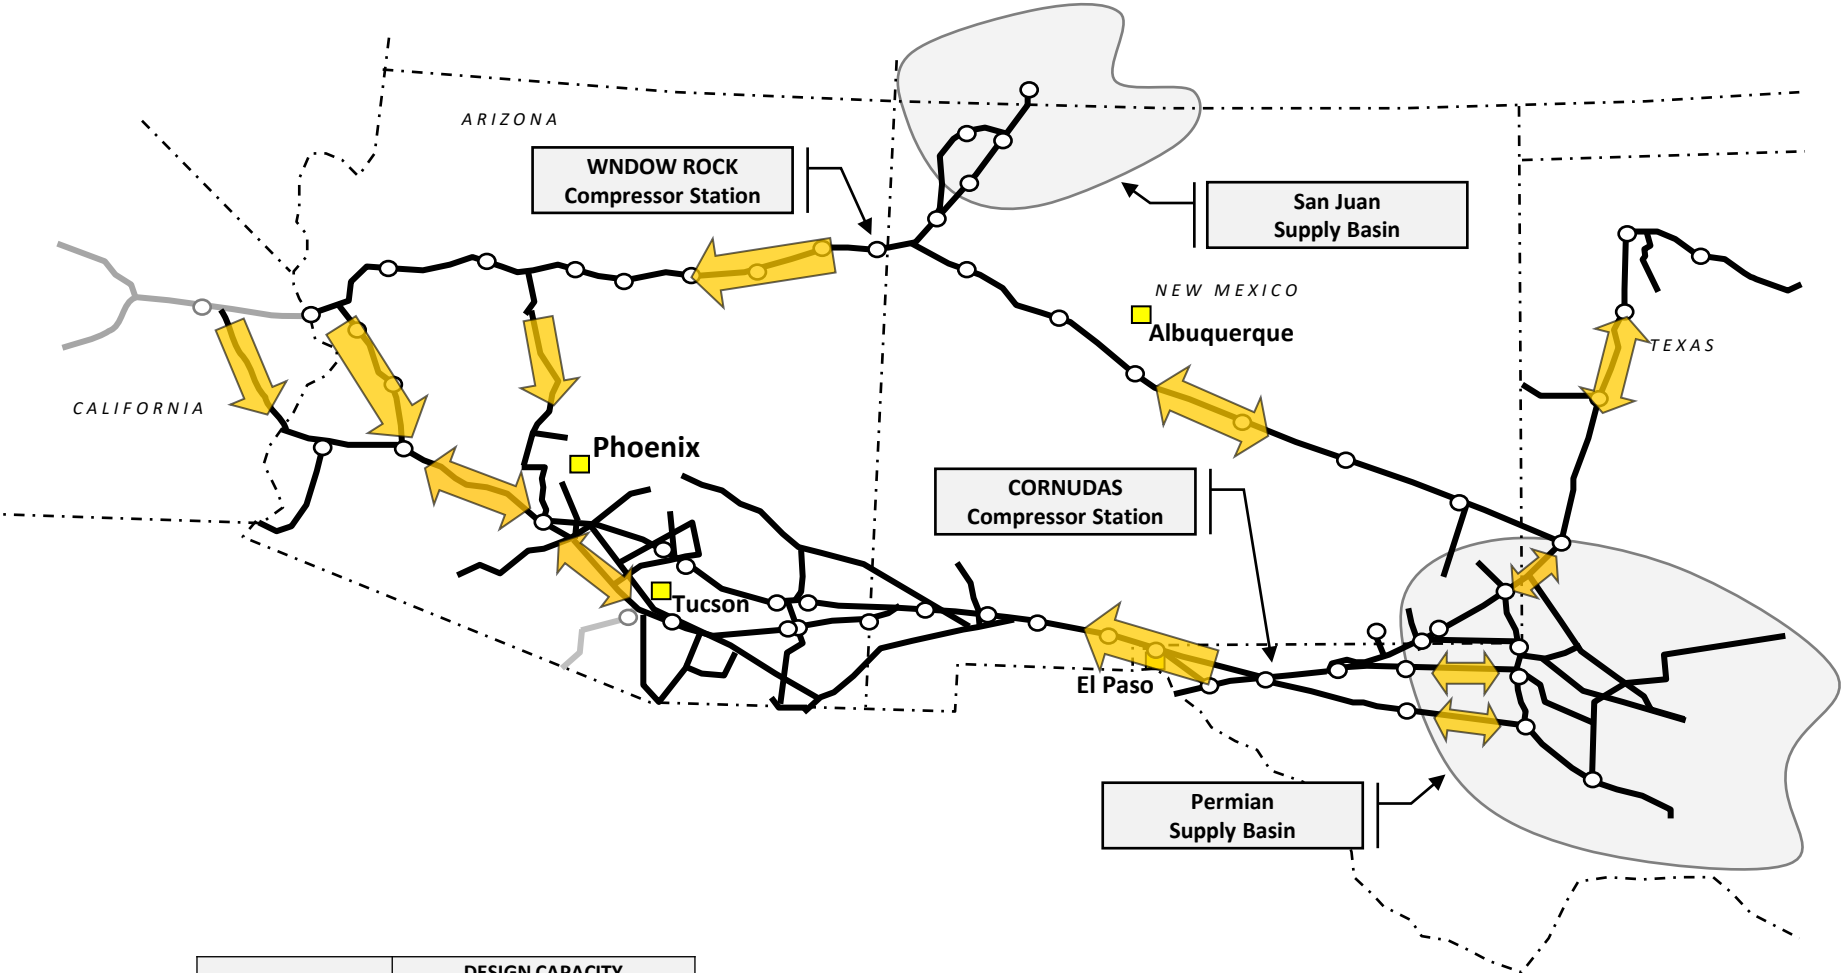 ARIZONA
WNDOW ROCK
Compressor Station
San Juan
Supply Basin
NEW MEXICO
Albuquerque
TEXAS
CALIFORNIA
Phoenix
CORNUDAS
Compressor Station
Tucson
El Paso
Permian
Supply Basin
DESIGN CAPACITY